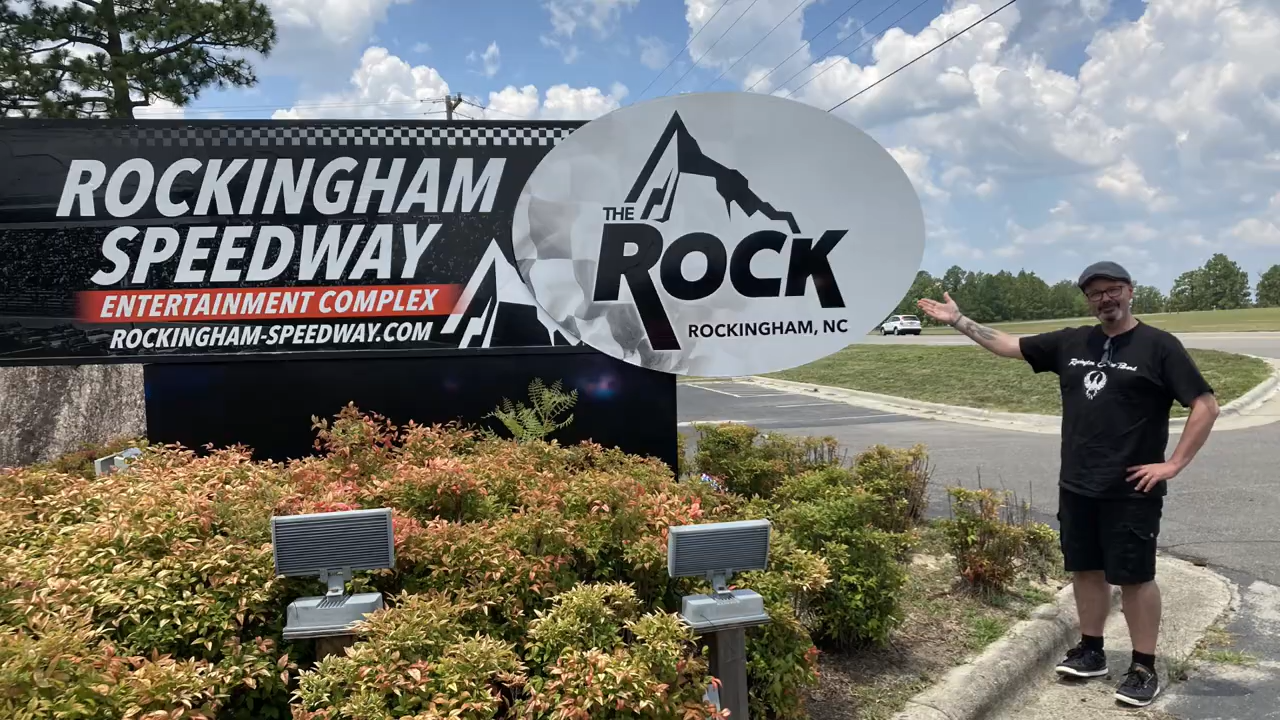 ROCKINGHAM
SPEEDWAY
ENTERTAINMENT COMPLEX
ROCKINGHAM-SPEEDWAY.COM
THE
ROCK
ROCKINGHAM, NC